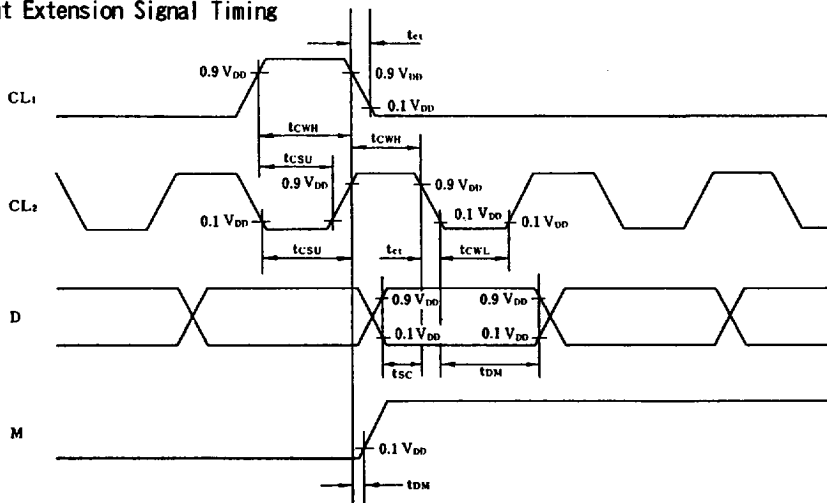 Extension Signal Timing
tct
0.9 VDD
0.9 VDD
CL1
0.1 VDD
tCWH
tCWH
tCSU
0.9 VDD
0.9 VDD
CL2
0.1 VDD
0.1 VDD
0.1 VDD
tCSU
tct
tCWL
0.9 VDD
0.9 VDD
D
0.1 VDD
0.1 VDD
tSC
tDM
M
0.1 VDD
tDM